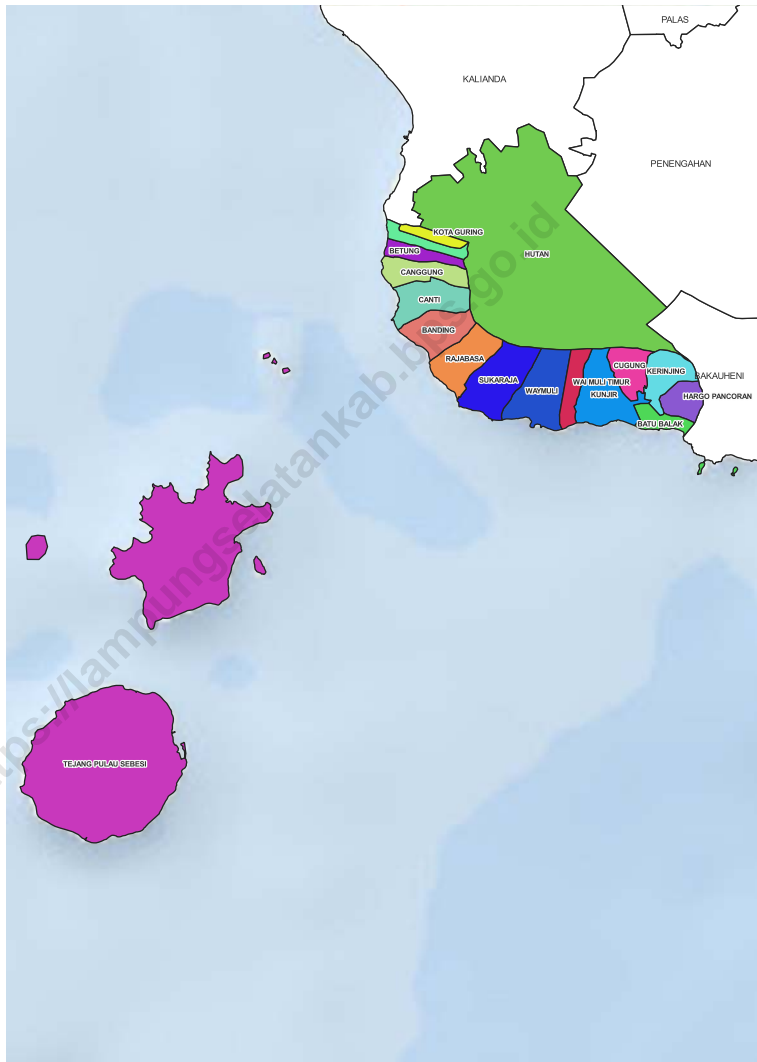 PALAS
KALIANDA
PENENGAHAN
KOTA GURING
BETUNG
HUTAN
CANGGUNG
CANTI
BANDING
RAJABASA
CUGUNG
KERINJING
BAKAUHENI
SUKARAJA
WAI MULI TIMUR
WAYMULI
KUNJIR
HARGO PANCORAN
BATU BALAK
TEJANG PULAU SEBESI
https://lampungselatankab.bps.go.id